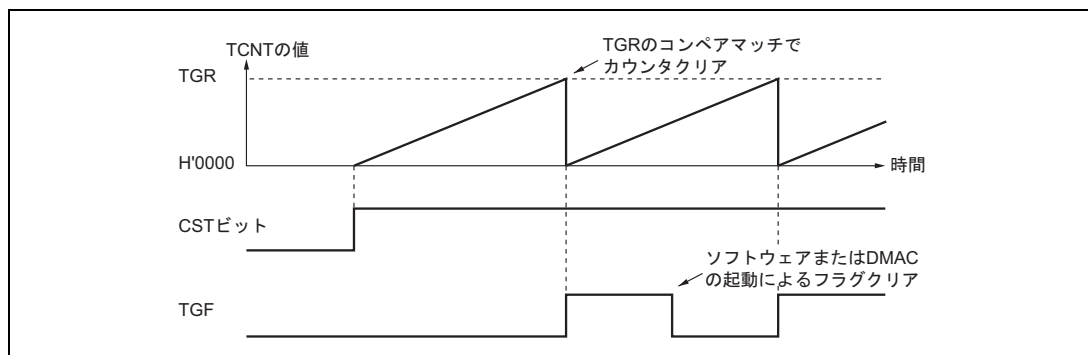 TCNTの値
TGRのコンペアマッチで
カウンタクリア
TGR
H'0000
時間
CSTビット
ソフトウェアまたはDMAC
の起動によるフラグクリア
TGF